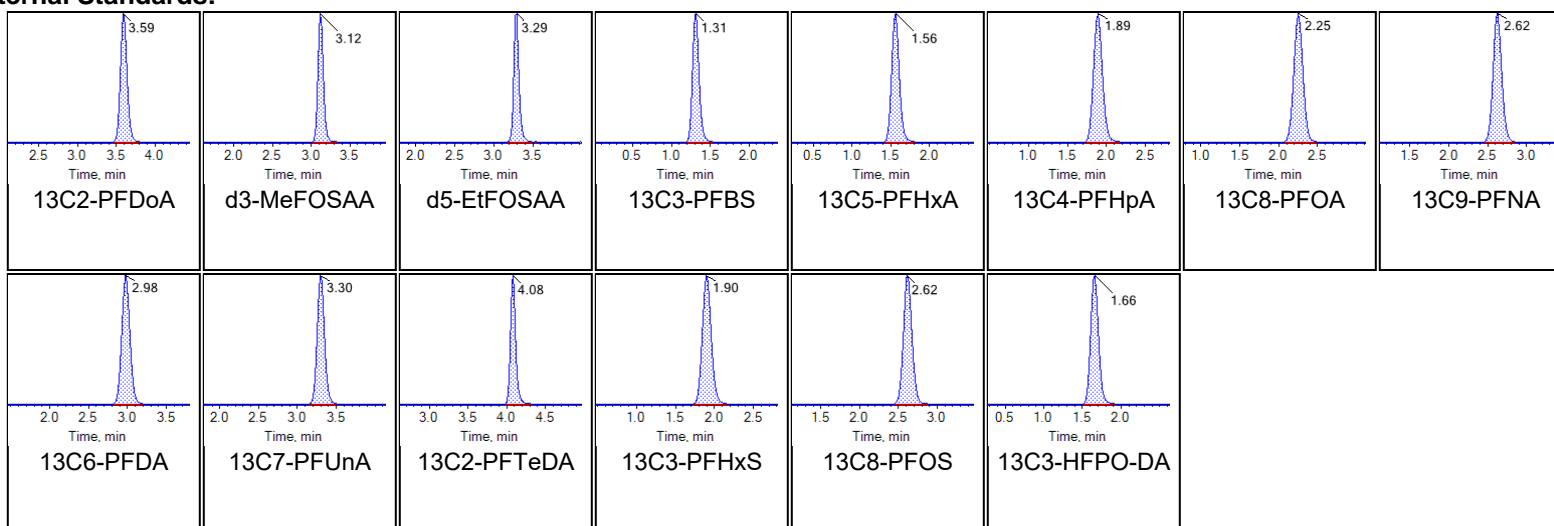 ternal Standards:
3.59
2.5 3.0 3.5 4.0
Time, min
13C2-PFDoA
3.12
2.0 2.5 3.0 3.5
Time, min
d3-MeFOSAA
3.29
2.0 2.5 3.0 3.5
Time, min
d5-EtFOSAA
1.31
0.5 1.0 1.5 2.0
Time, min
13C3-PFBS
1.56
0.5 1.0 1.5 2.0
Time, min
13C5-PFHxA
1.89
1.0 1.5 2.0 2.5
Time, min
13C4-PFHpA
2.25
1.0 1.5 2.0 2.5
Time, min
13C8-PFOA
2.62
1.5 2.0 2.5 3.0
Time, min
13C9-PFNA
2.98
2.0 2.5 3.0 3.5
Time, min
13C6-PFDA
3.30
2.0 2.5 3.0 3.5
Time, min
13C7-PFUnA
4.08
3.0 3.5 4.0 4.5
Time, min
13C2-PFTeDA
1.90
1.0 1.5 2.0 2.5
Time, min
13C3-PFHxS
2.62
1.5 2.0 2.5 3.0
Time, min
13C8-PFOS
1.66
0.5 1.0 1.5 2.0
Time, min
13C3-HFPO-DA